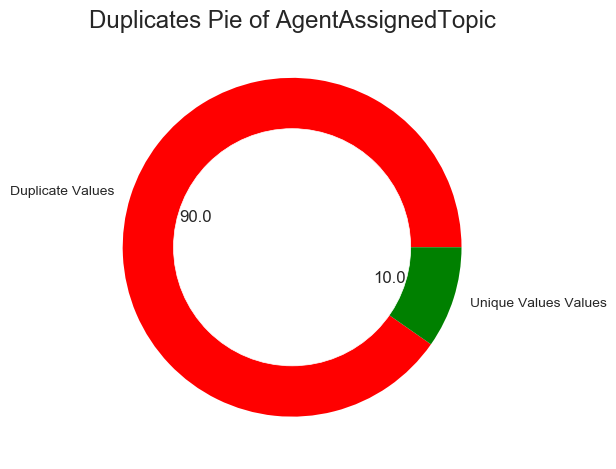 Duplicates Pie of AgentAssignedTopic
Duplicate Values
90.0
10.0
Unique Values Values